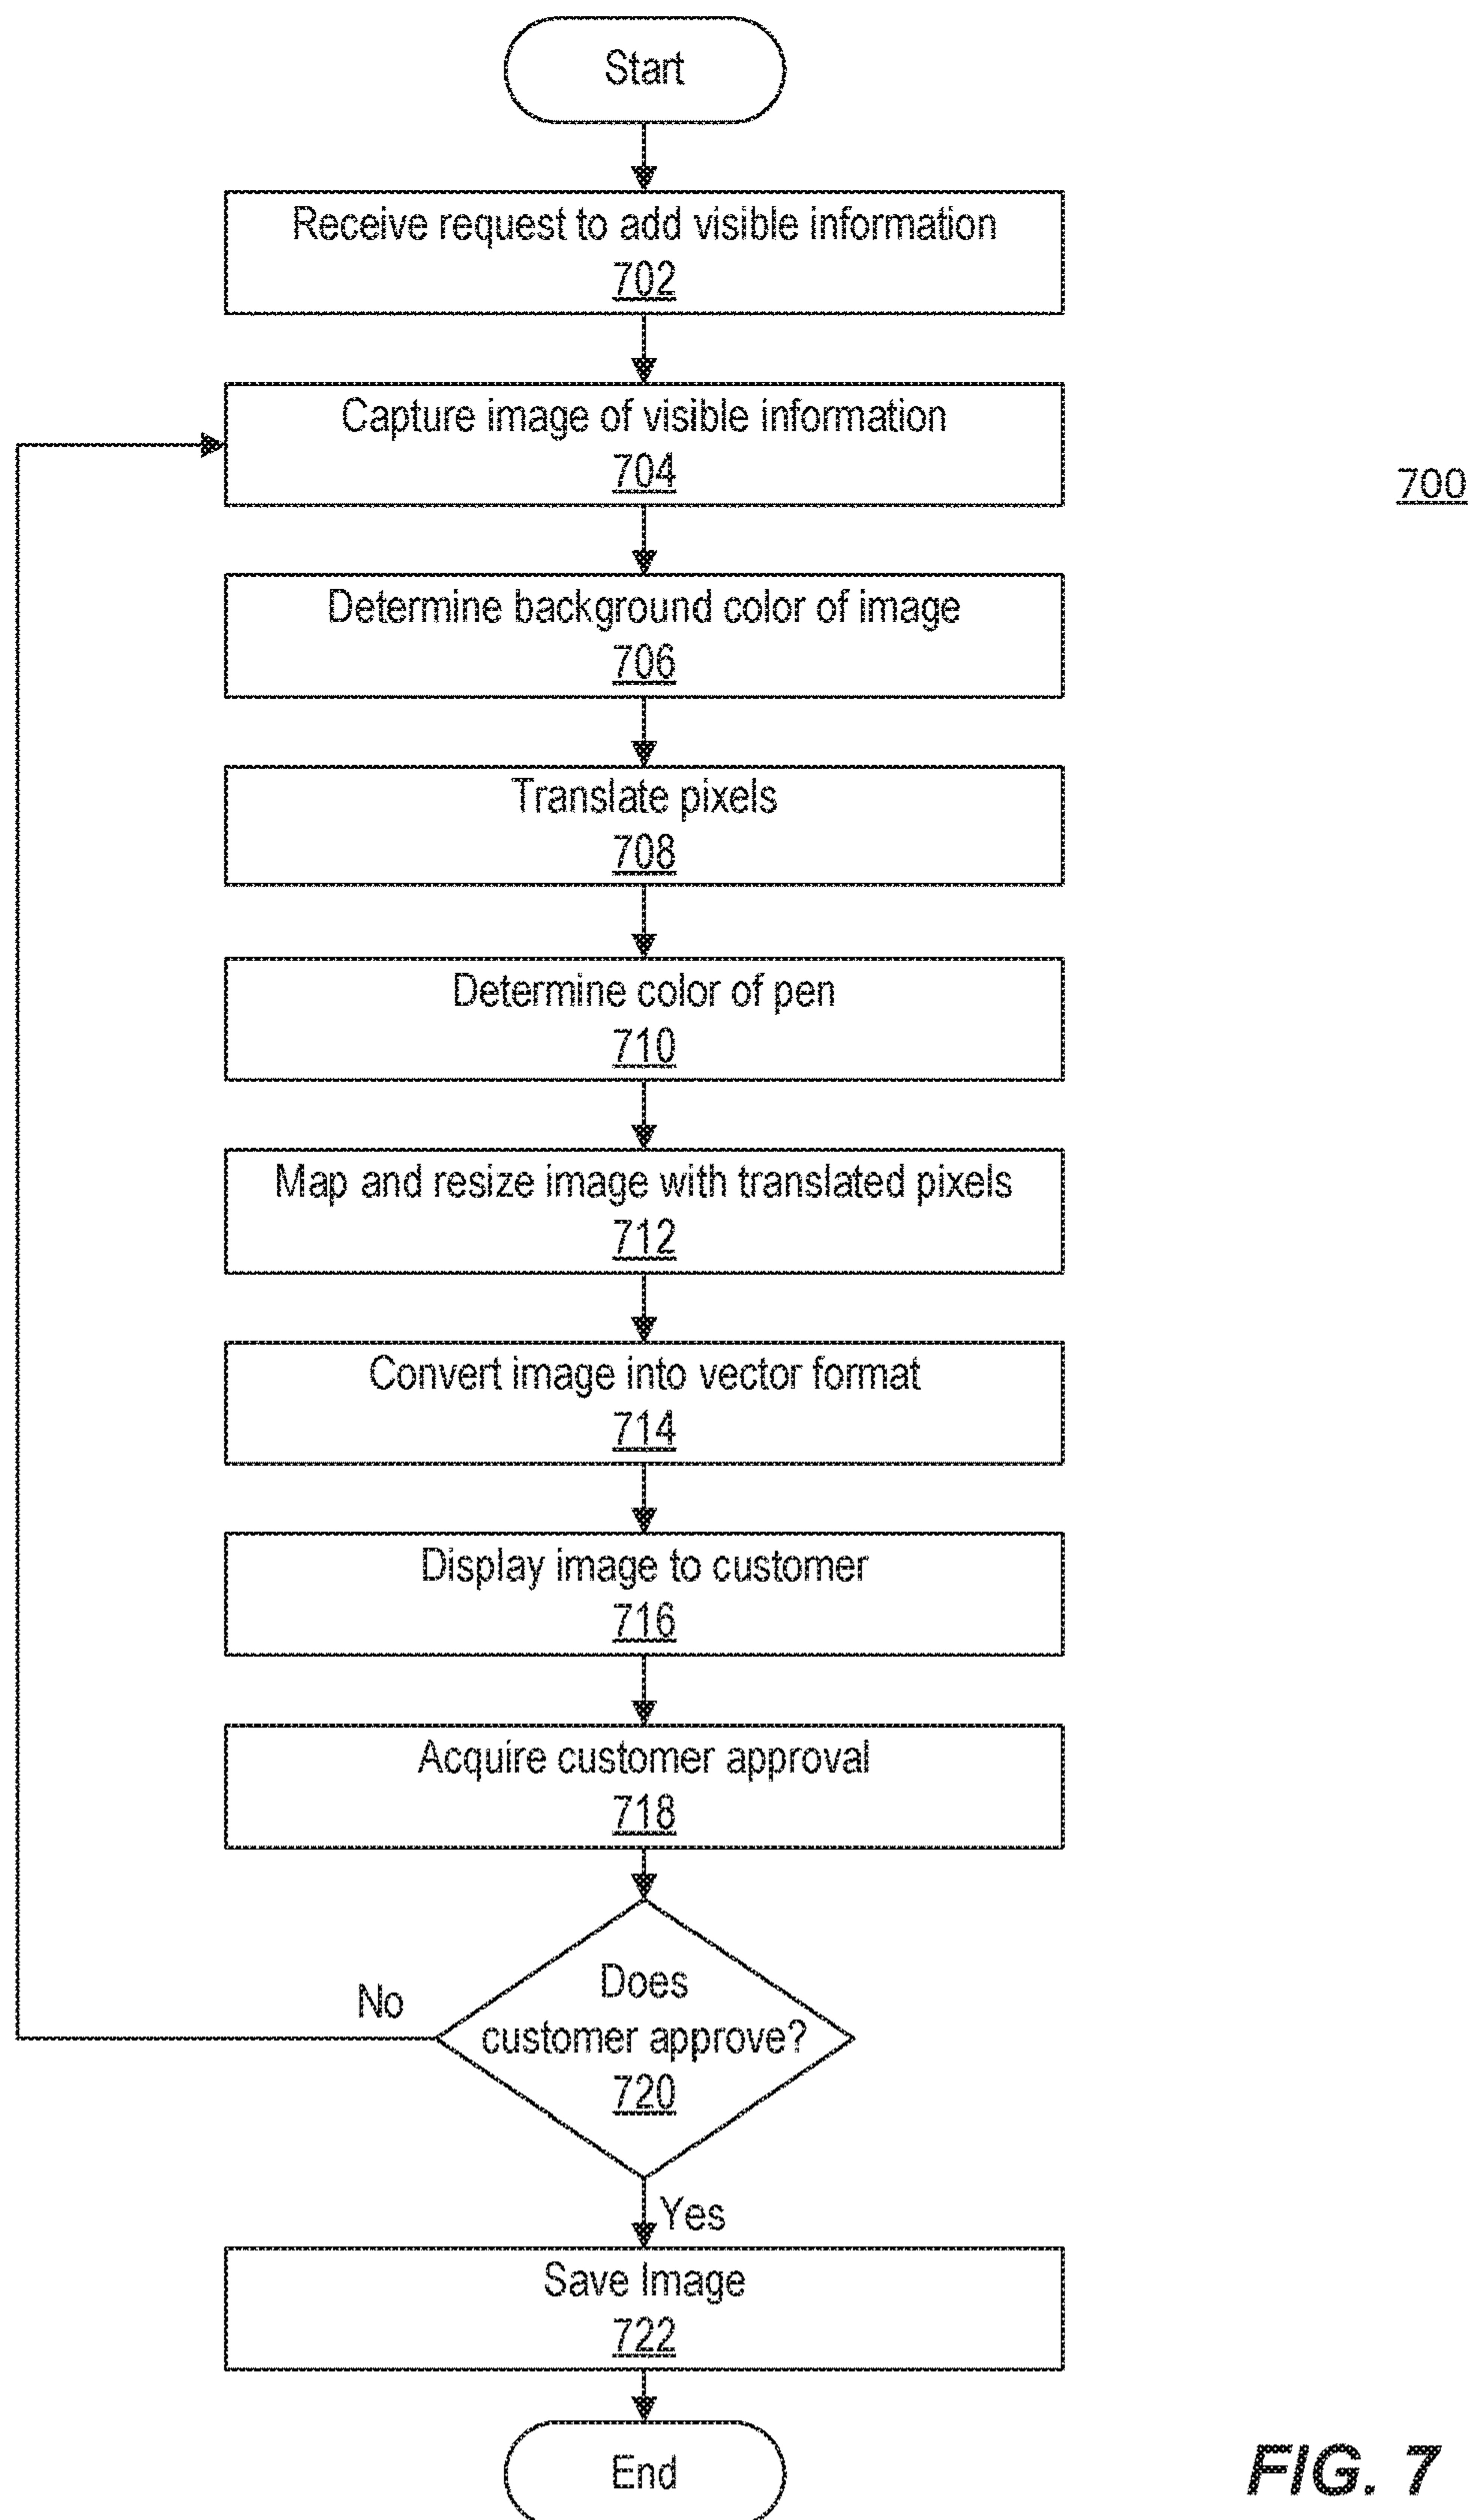 Start
Receive request to add visible information
702
Capture image of visible information
704
700
Determine background color of image
706
Translate pixels
708
Determine color of pen
710
Map and resize image with translated pixels
712
Convert image into vector format
714
Display image to customer
716
Acquire customer approval
718
Does
customer approve?
720
No
Yes
Save Image
722
End
FIG. 7